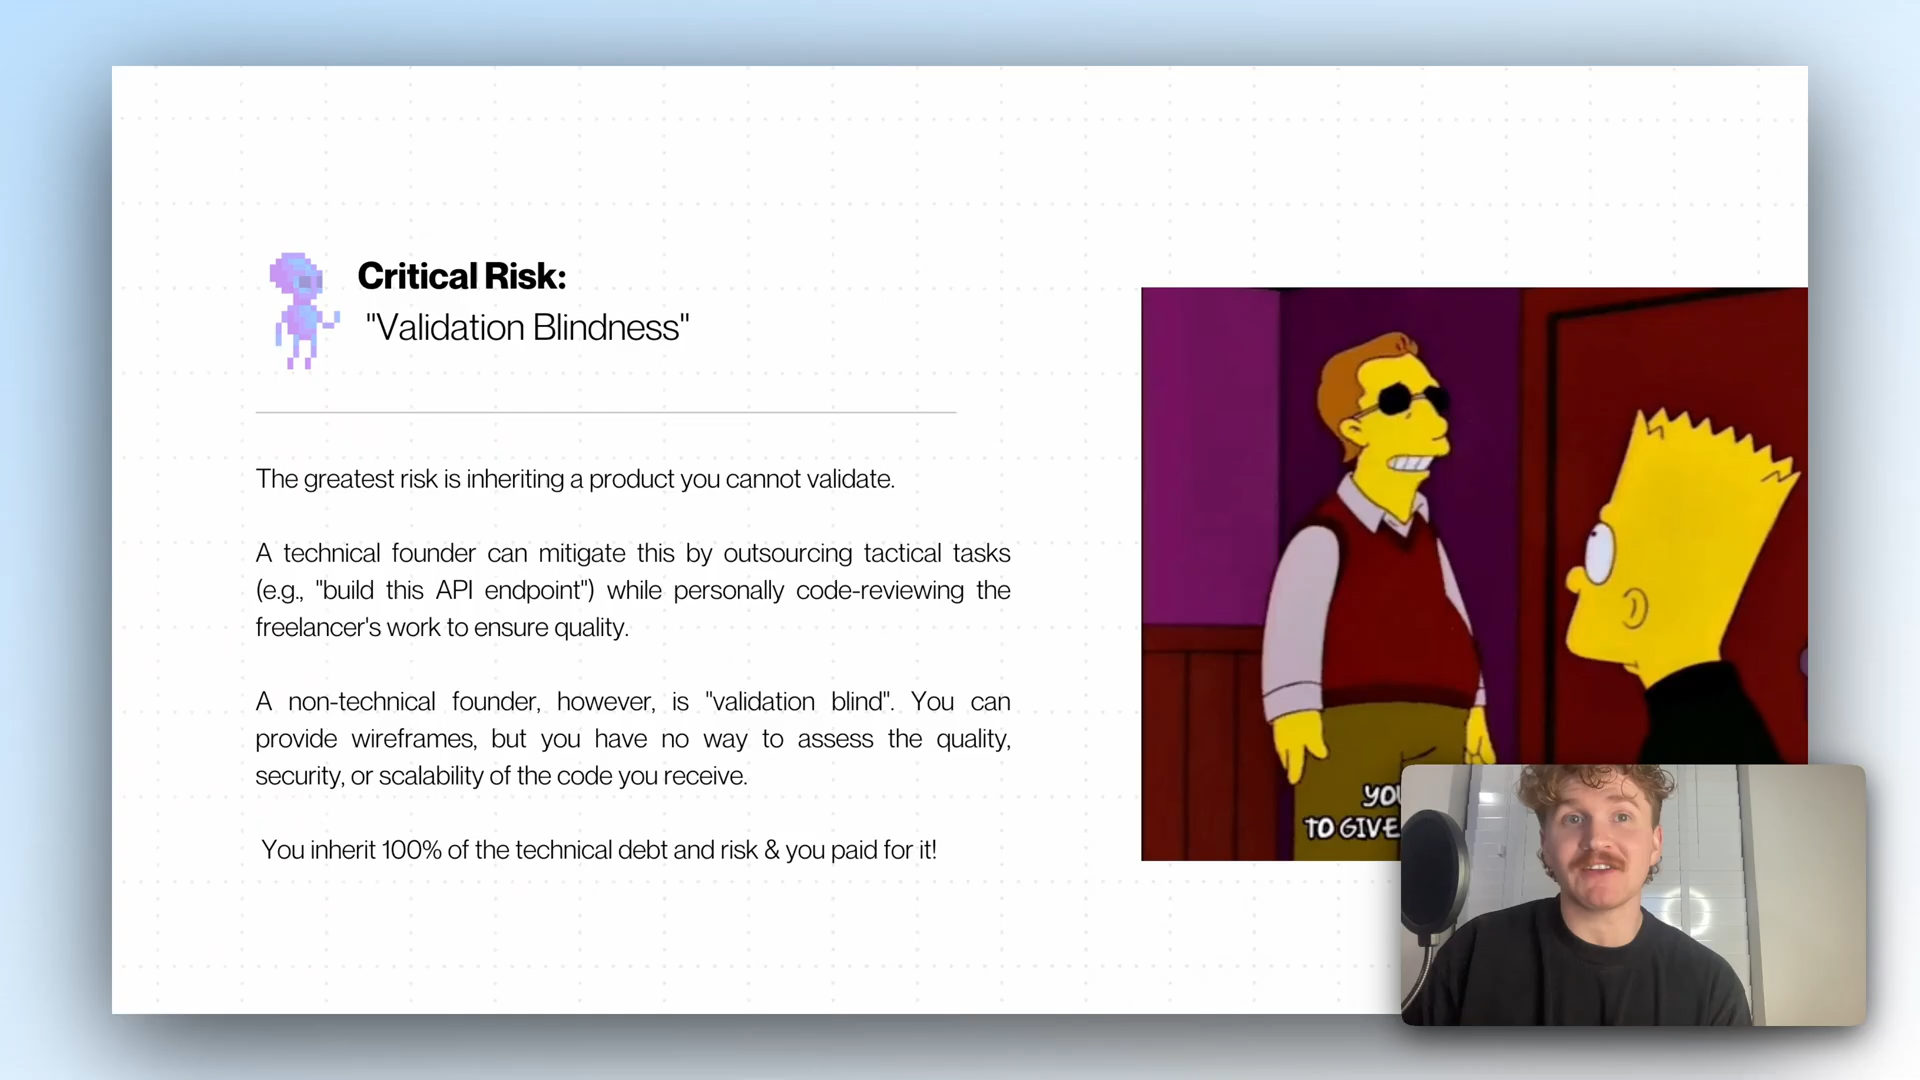 Critical Risk:
"Validation Blindness"
The greatest risk is inheriting a product you cannot validate.
A technical founder can mitigate this by outsourcing tactical tasks
(e.g., "build this API endpoint") while personally code-reviewing the
freelancer's work to ensure quality.
A non-technical founder, however, is "validation blind". You can
provide wireframes, but you have no way to assess the quality,
security, or scalability of the code you receive.
You inherit 100% of the technical debt and risk & you paid for it!
TO GIVE